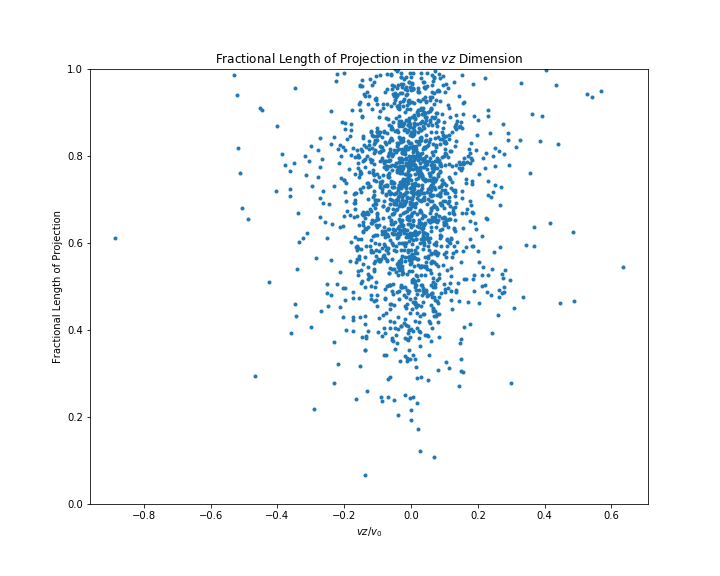 Fractional Length of Projection in the vz Dimension
1.0
0.8
0.6
0.4
0.2
0.0
Fractional Length of Projection
−0.8 −0.6 −0.4 −0.2 0.0 0.2 0.4 0.6
vz/v₀